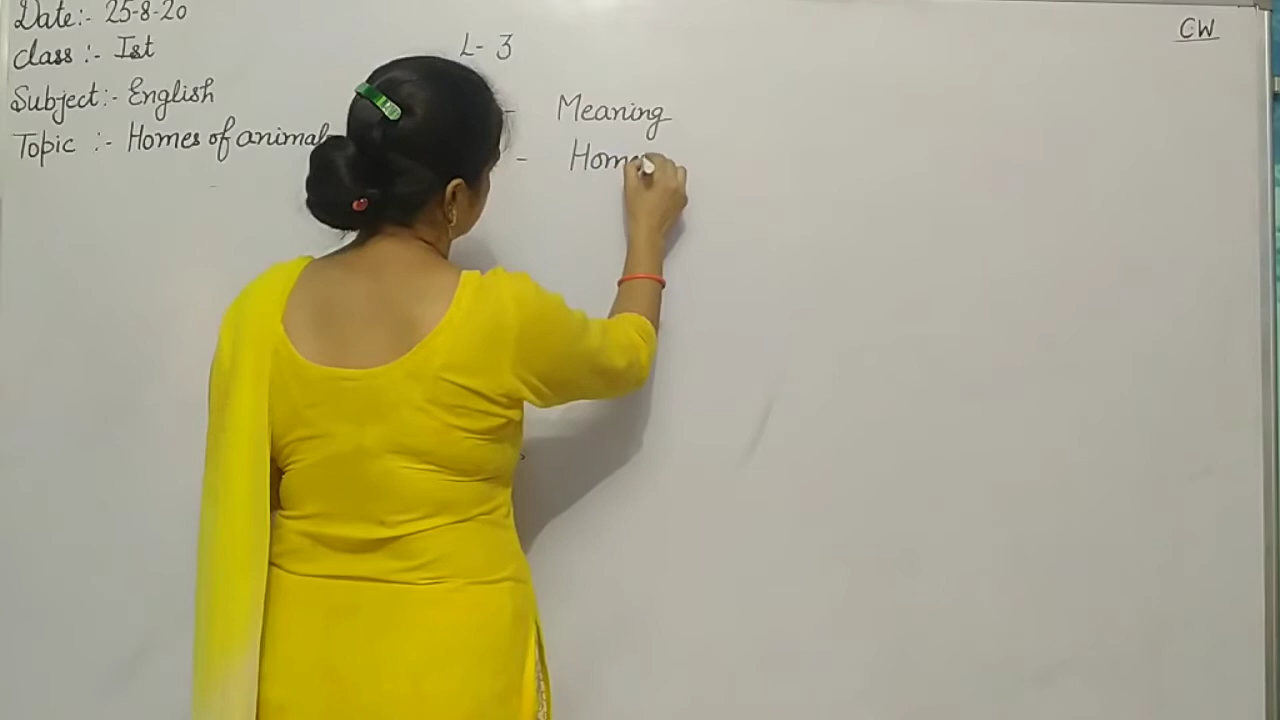 Date:- 25-8-20
CW
Class :- Ist
L- 3
Subject:- English
- Meaning
Topic :- Homes of animal
- Home